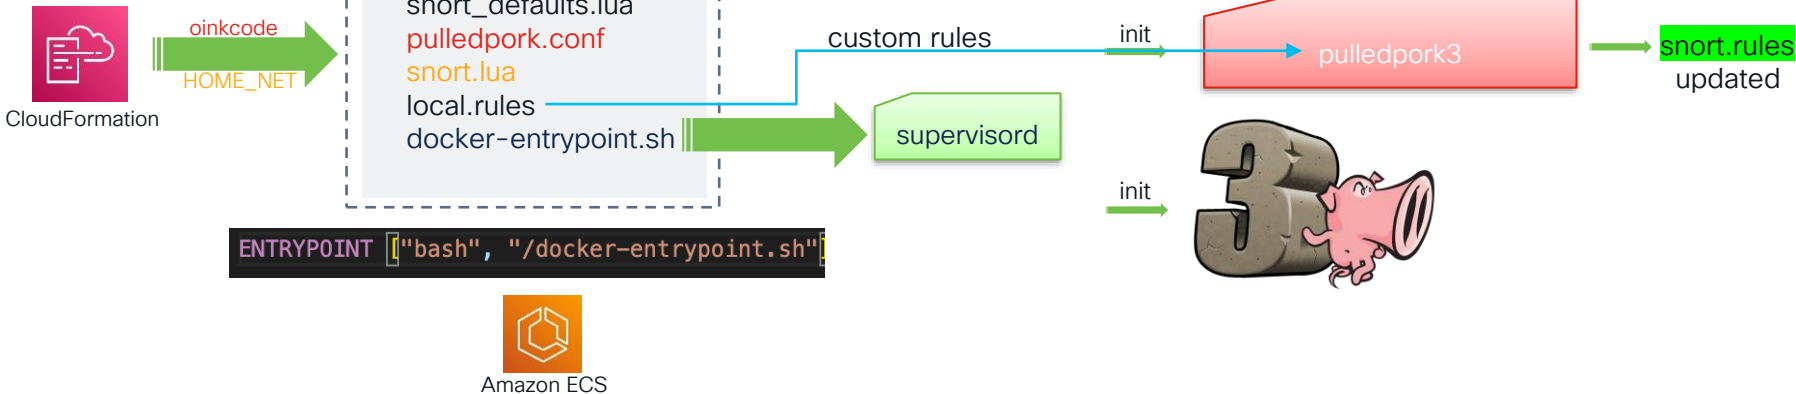 CloudFormation
oinkcode
HOME_NET
snort_defaults.lua
pulledpork.conf
snort.lua
local.rules
docker-entrypoint.sh
custom rules
supervisord
init
pulledpork3
snort.rules
updated
init
3
ENTRYPOINT ["bash", "/docker-entrypoint.sh"]
Amazon ECS